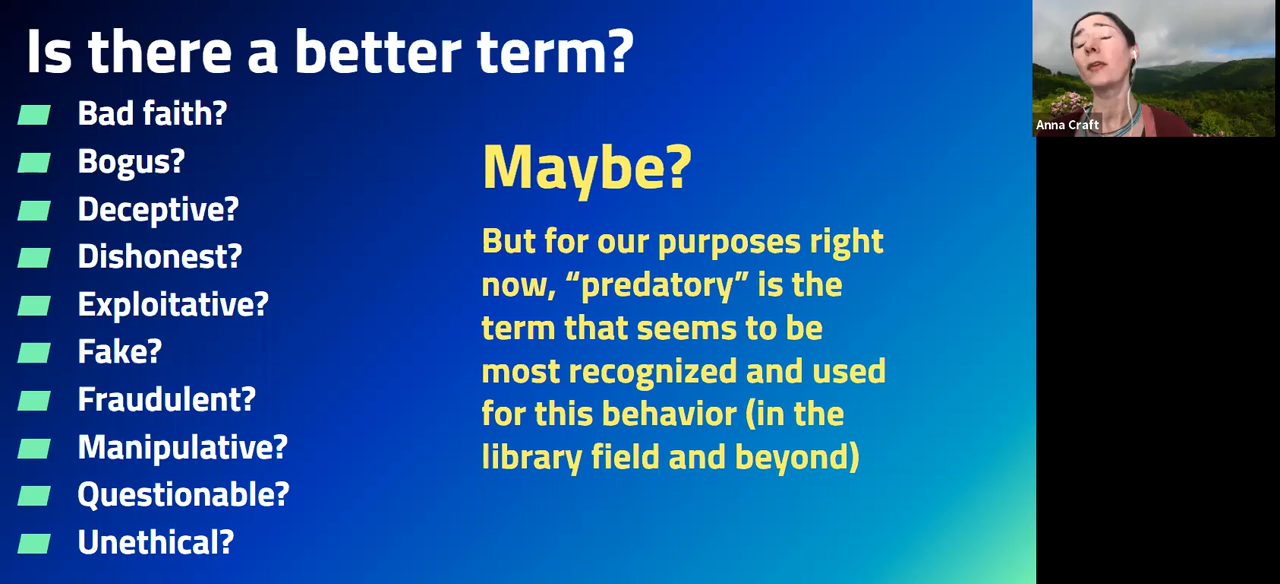 Is there a better term?
Bad faith?
Bogus?
Deceptive?
Dishonest?
Exploitative?
Fake?
Fraudulent?
Manipulative?
Questionable?
Unethical?
Maybe?
But for our purposes right
now, “predatory” is the
term that seems to be
most recognized and used
for this behavior (in the
library field and beyond)
Anna Craft